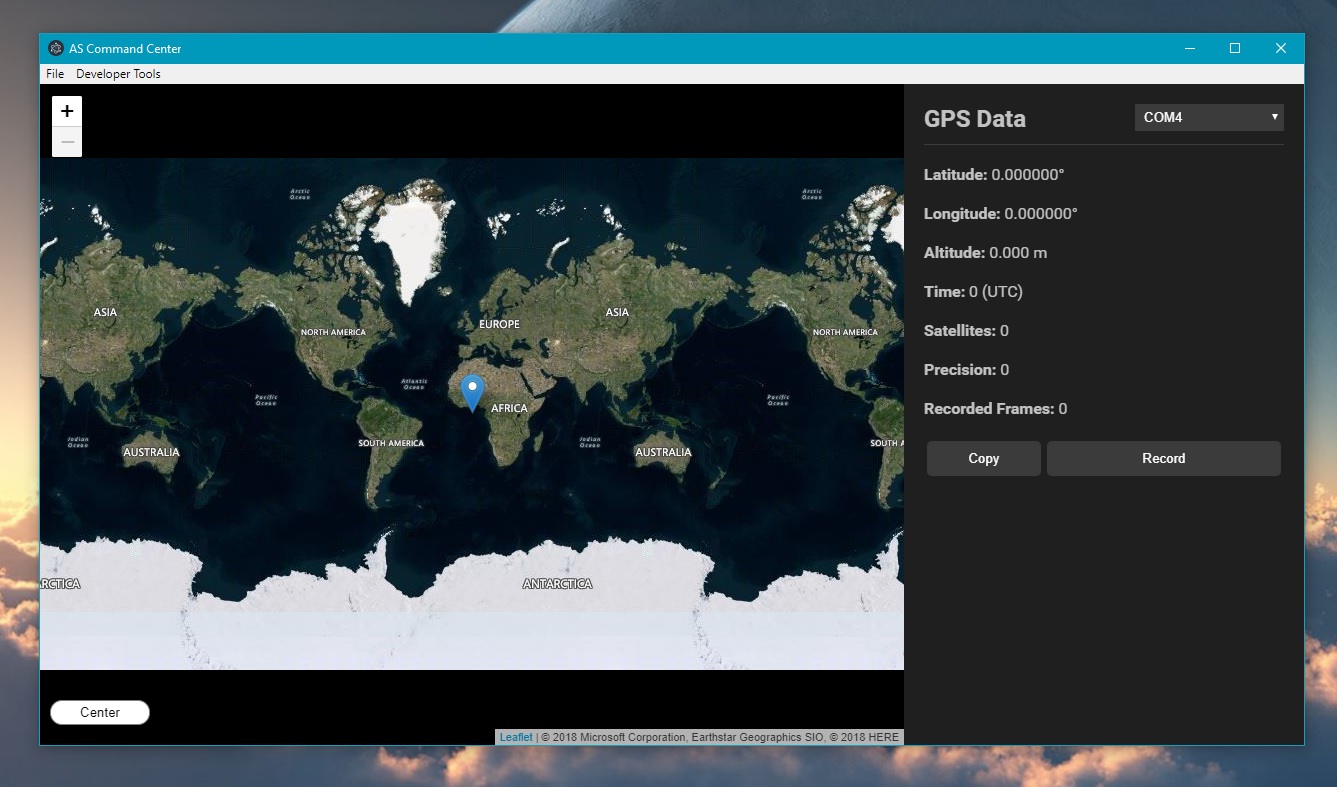 AS Command Center
File Developer Tools
+
−
GPS Data
COM4
Latitude: 0.000000°
Longitude: 0.000000°
Altitude: 0.000 m
Time: 0 (UTC)
Satellites: 0
Precision: 0
Recorded Frames: 0
Copy Record
Arctic Ocean Arctic Ocean
ASIA NORTH AMERICA EUROPE ASIA NORTH AMERICA
Pacific Ocean Atlantic Ocean Pacific Ocean
AFRICA
Indian Ocean SOUTH AMERICA Indian Ocean SOUTH A
AUSTRALIA AUSTRALIA
RCTICA ANTARCTICA
Center
Leaflet | © 2018 Microsoft Corporation, Earthstar Geographics SIO, © 2018 HERE